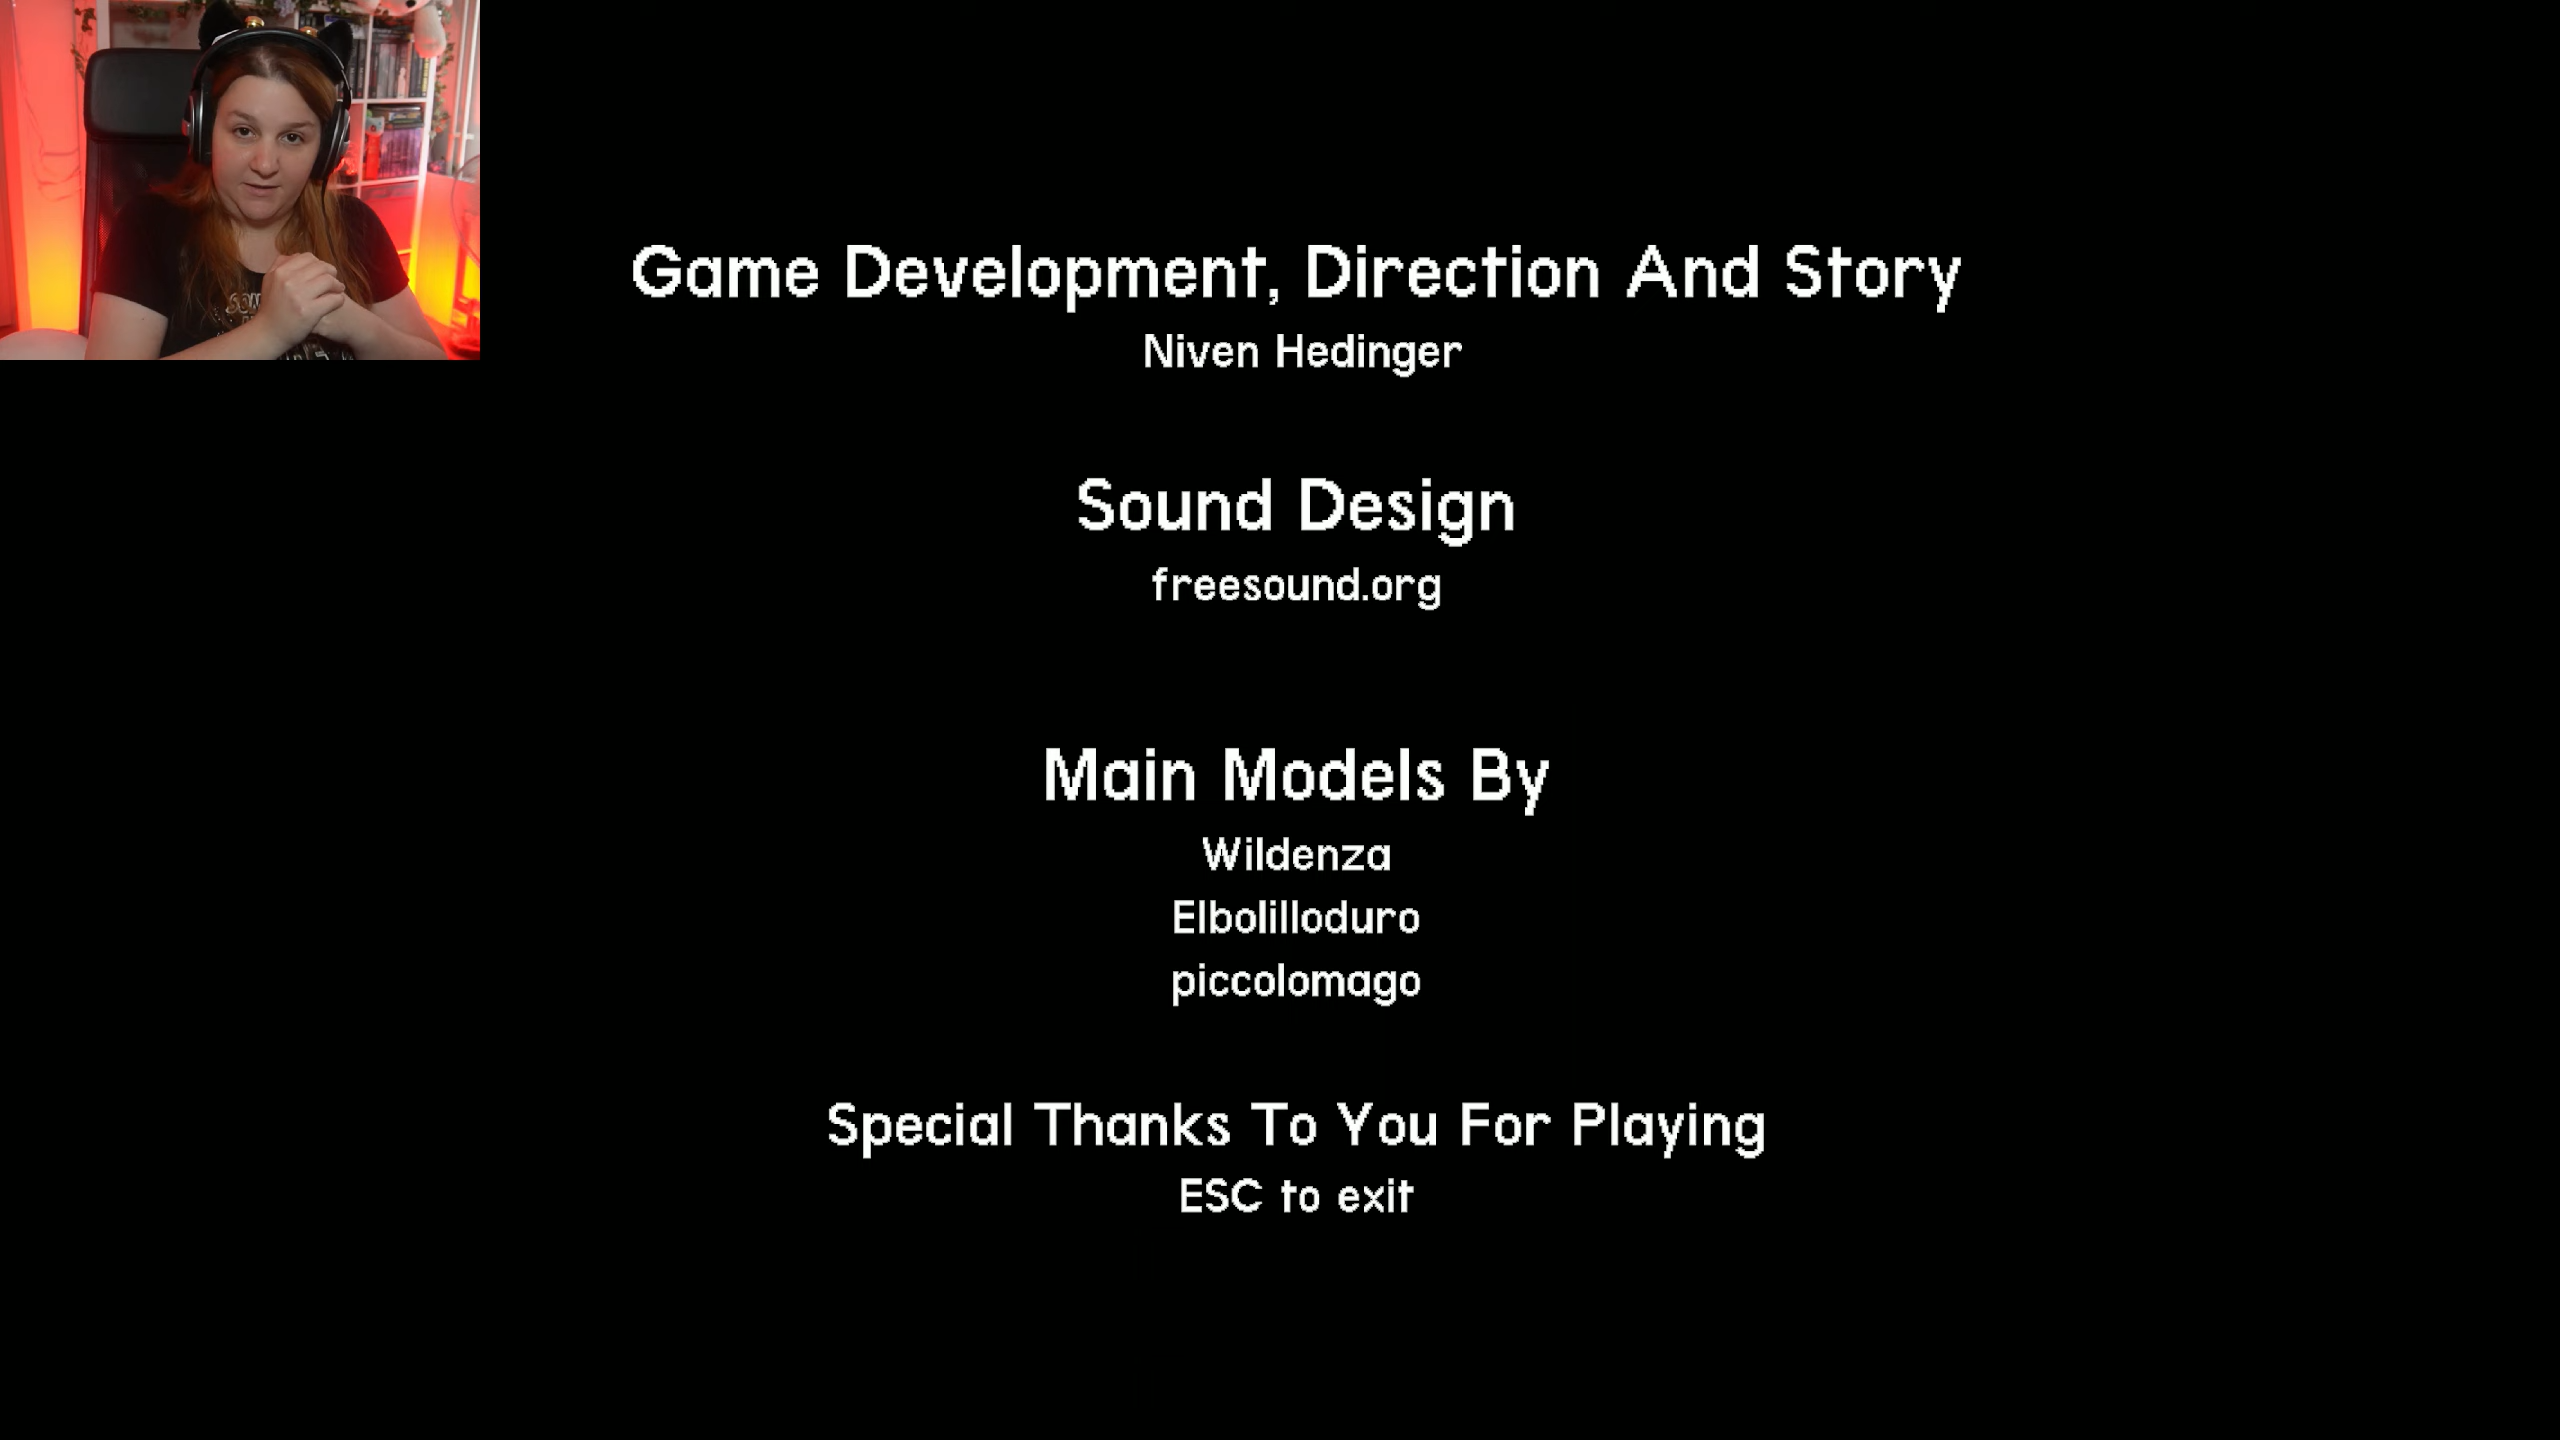 Game Development, Direction And Story
Niven Hedinger
Sound Design
freesound.org
Main Models By
Wildenza
Elbolilloduro
piccolomago
Special Thanks To You For Playing
ESC to exit